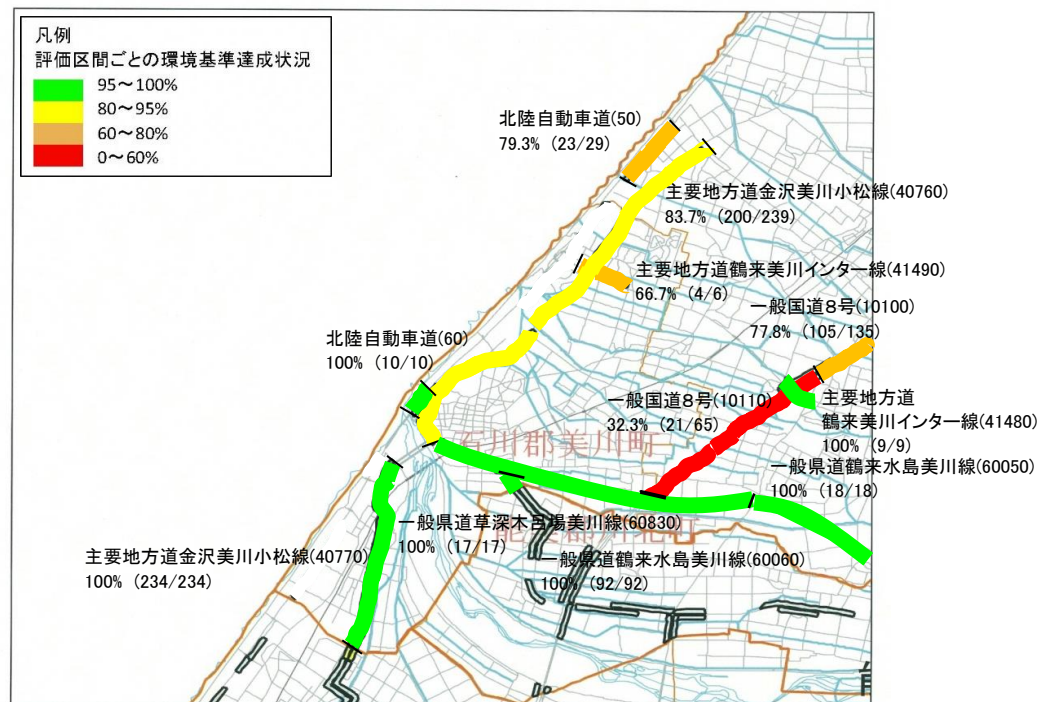 凡例
評価区間ごとの環境基準達成状況
95～100%
80～95%
60～80%
0～60%
北陸自動車道(50)
79.3% (23/29)
主要地方道金沢美川小松線(40760)
83.7% (200/239)
主要地方道鶴来美川インター線(41490)
66.7% (4/6)
一般国道8号(10100)
77.8% (105/135)
北陸自動車道(60)
100% (10/10)
一般国道8号(10110)
32.3% (21/65)
主要地方道
鶴来美川インター線(41480)
100% (9/9)
石川郡美川町
一般県道鶴来水島美川線(60050)
100% (18/18)
一般県道草深木呂場美川線(60830)
100% (17/17)
主要地方道金沢美川小松線(40770)
100% (234/234)
一般県道鶴来水島美川線(60060)
100% (92/92)